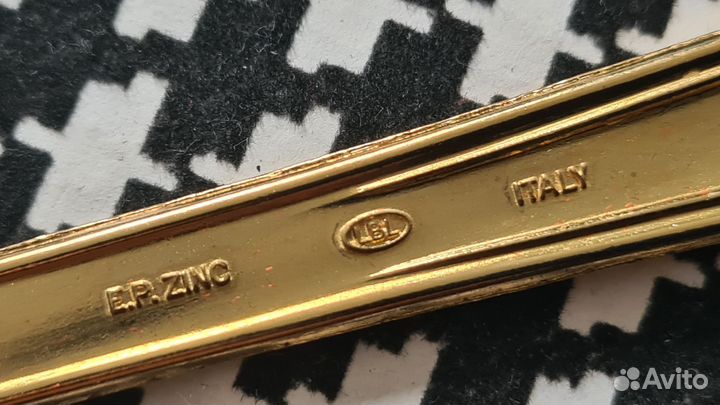 E.P. ZINC
LBL
ITALY
Avito